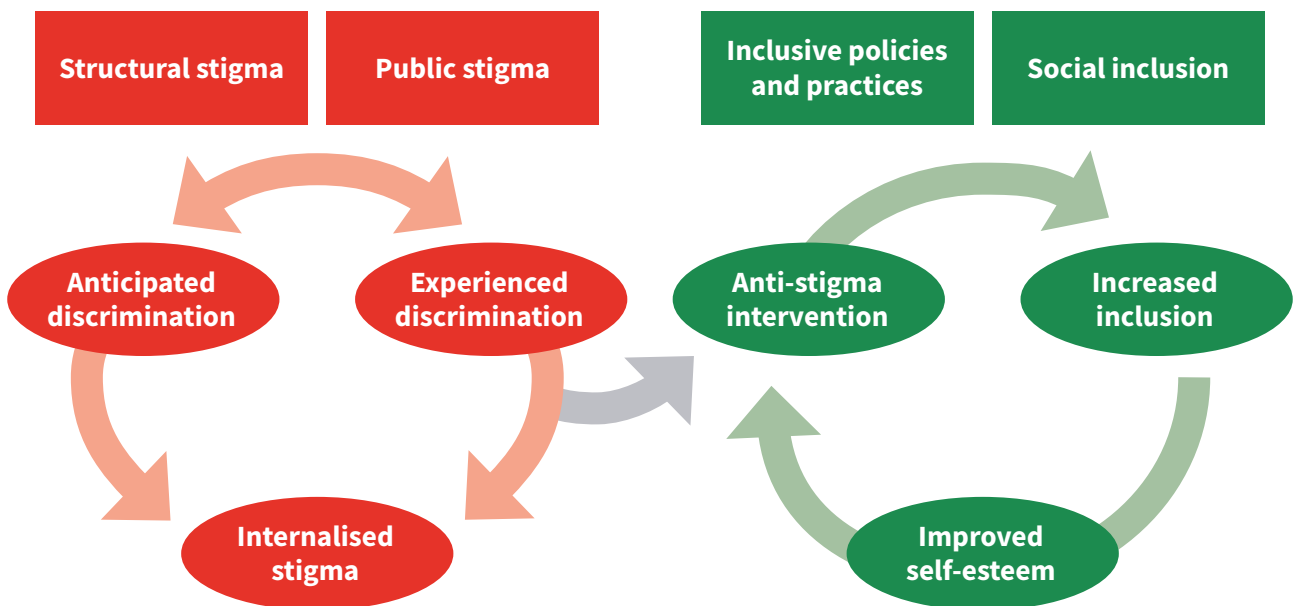 Structural stigma
Public stigma
Inclusive policies
and practices
Social inclusion
Anticipated
discrimination
Experienced
discrimination
Anti-stigma
intervention
Increased
inclusion
Internalised
stigma
Improved
self-esteem